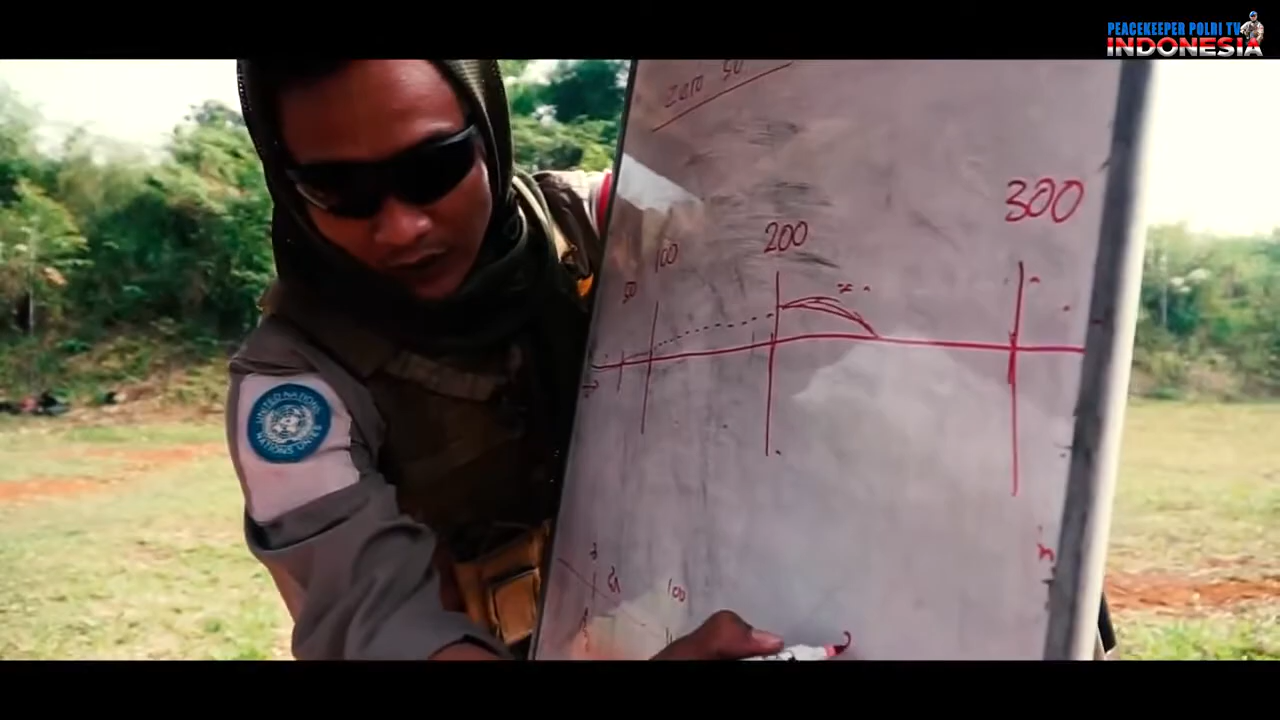 PEACEKEEPER POLRI TV
INDONESIA
Zero 50
300
200
100
50
UNITED NATIONS
NATIONS UNIES
100